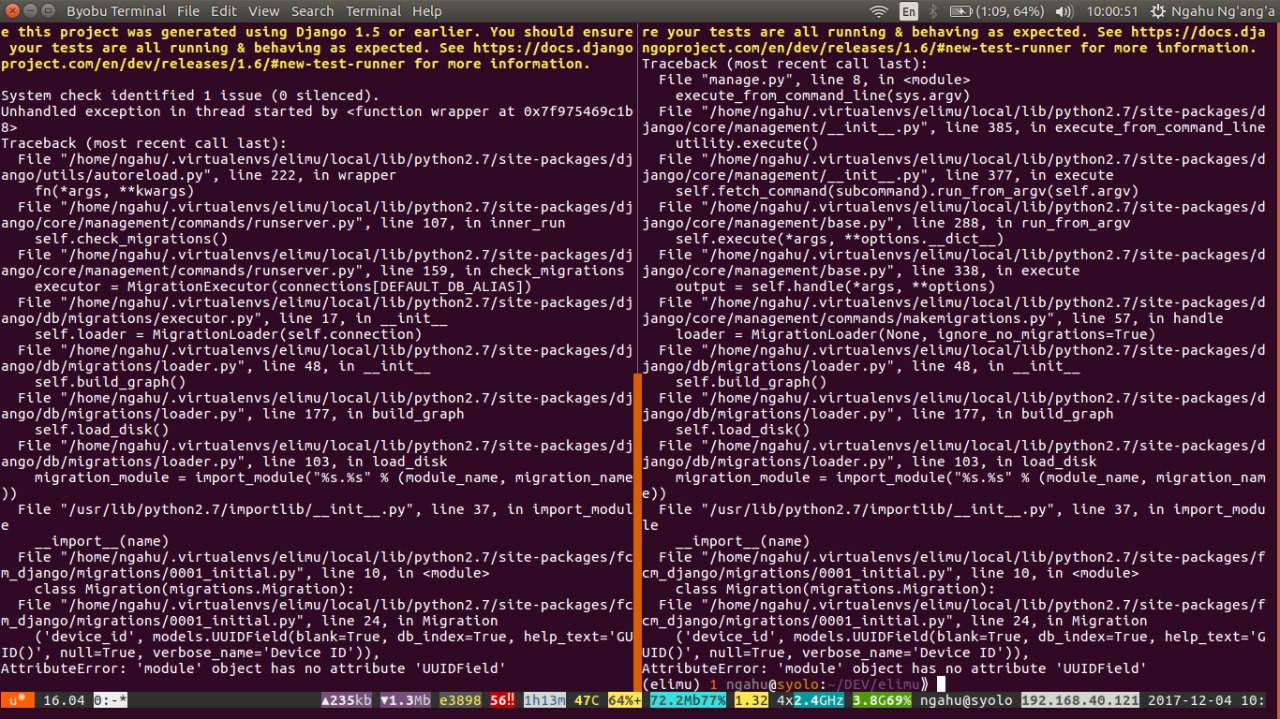 Byobu Terminal File Edit View Search Terminal Help En (1:09, 64%) 10:00:51 Ngahu Ng'ang'a
e this project was generated using Django 1.5 or earlier. You should ensure
your tests are all running & behaving as expected. See https://docs.django
project.com/en/dev/releases/1.6/#new-test-runner for more information.
System check identified 1 issue (0 silenced).
Unhandled exception in thread started by <function wrapper at 0x7f975469c1b
8>
Traceback (most recent call last):
File "/home/ngahu/.virtualenvs/elimu/local/lib/python2.7/site-packages/dj
ango/utils/autoreload.py", line 222, in wrapper
fn(*args, **kwargs)
File "/home/ngahu/.virtualenvs/elimu/local/lib/python2.7/site-packages/dj
ango/core/management/commands/runserver.py", line 107, in inner_run
self.check_migrations()
File "/home/ngahu/.virtualenvs/elimu/local/lib/python2.7/site-packages/dj
ango/core/management/commands/runserver.py", line 159, in check_migrations
executor = MigrationExecutor(connections[DEFAULT_DB_ALIAS])
File "/home/ngahu/.virtualenvs/elimu/local/lib/python2.7/site-packages/dj
ango/db/migrations/executor.py", line 17, in __init__
self.loader = MigrationLoader(self.connection)
File "/home/ngahu/.virtualenvs/elimu/local/lib/python2.7/site-packages/dj
ango/db/migrations/loader.py", line 48, in __init__
self.build_graph()
File "/home/ngahu/.virtualenvs/elimu/local/lib/python2.7/site-packages/dj
ango/db/migrations/loader.py", line 177, in build_graph
self.load_disk()
File "/home/ngahu/.virtualenvs/elimu/local/lib/python2.7/site-packages/dj
ango/db/migrations/loader.py", line 103, in load_disk
migration_module = import_module("%s.%s" % (module_name, migration_name
))
File "/usr/lib/python2.7/importlib/__init__.py", line 37, in import_modul
e
__import__(name)
File "/home/ngahu/.virtualenvs/elimu/local/lib/python2.7/site-packages/fc
m_django/migrations/0001_initial.py", line 10, in <module>
class Migration(migrations.Migration):
File "/home/ngahu/.virtualenvs/elimu/local/lib/python2.7/site-packages/fc
m_django/migrations/0001_initial.py", line 24, in Migration
('device_id', models.UUIDField(blank=True, db_index=True, help_text='GU
ID()', null=True, verbose_name='Device ID')),
AttributeError: 'module' object has no attribute 'UUIDField'
re your tests are all running & behaving as expected. See https://docs.dja
ngoproject.com/en/dev/releases/1.6/#new-test-runner for more information.
Traceback (most recent call last):
File "manage.py", line 8, in <module>
execute_from_command_line(sys.argv)
File "/home/ngahu/.virtualenvs/elimu/local/lib/python2.7/site-packages/d
jango/core/management/__init__.py", line 385, in execute_from_command_line
utility.execute()
File "/home/ngahu/.virtualenvs/elimu/local/lib/python2.7/site-packages/d
jango/core/management/__init__.py", line 377, in execute
self.fetch_command(subcommand).run_from_argv(self.argv)
File "/home/ngahu/.virtualenvs/elimu/local/lib/python2.7/site-packages/d
jango/core/management/base.py", line 288, in run_from_argv
self.execute(*args, **options.__dict__)
File "/home/ngahu/.virtualenvs/elimu/local/lib/python2.7/site-packages/d
jango/core/management/base.py", line 338, in execute
output = self.handle(*args, **options)
File "/home/ngahu/.virtualenvs/elimu/local/lib/python2.7/site-packages/d
jango/core/management/commands/makemigrations.py", line 57, in handle
loader = MigrationLoader(None, ignore_no_migrations=True)
File "/home/ngahu/.virtualenvs/elimu/local/lib/python2.7/site-packages/d
jango/db/migrations/loader.py", line 48, in __init__
self.build_graph()
File "/home/ngahu/.virtualenvs/elimu/local/lib/python2.7/site-packages/d
jango/db/migrations/loader.py", line 177, in build_graph
self.load_disk()
File "/home/ngahu/.virtualenvs/elimu/local/lib/python2.7/site-packages/d
jango/db/migrations/loader.py", line 103, in load_disk
migration_module = import_module("%s.%s" % (module_name, migration_nam
e))
File "/usr/lib/python2.7/importlib/__init__.py", line 37, in import_modu
le
__import__(name)
File "/home/ngahu/.virtualenvs/elimu/local/lib/python2.7/site-packages/f
cm_django/migrations/0001_initial.py", line 10, in <module>
class Migration(migrations.Migration):
File "/home/ngahu/.virtualenvs/elimu/local/lib/python2.7/site-packages/f
cm_django/migrations/0001_initial.py", line 24, in Migration
('device_id', models.UUIDField(blank=True, db_index=True, help_text='G
UID()', null=True, verbose_name='Device ID')),
AttributeError: 'module' object has no attribute 'UUIDField'
(elimu) 1 ngahu@syolo:~/DEV/elimu⟫
u 16.04 0:-* ▲235kb ▼1.3Mb e3898 56‼ 1h13m 47C 64%+ 72.2Mb77% 1.32 4x2.4GHz 3.8G69% ngahu@syolo 192.168.40.121 2017-12-04 10: